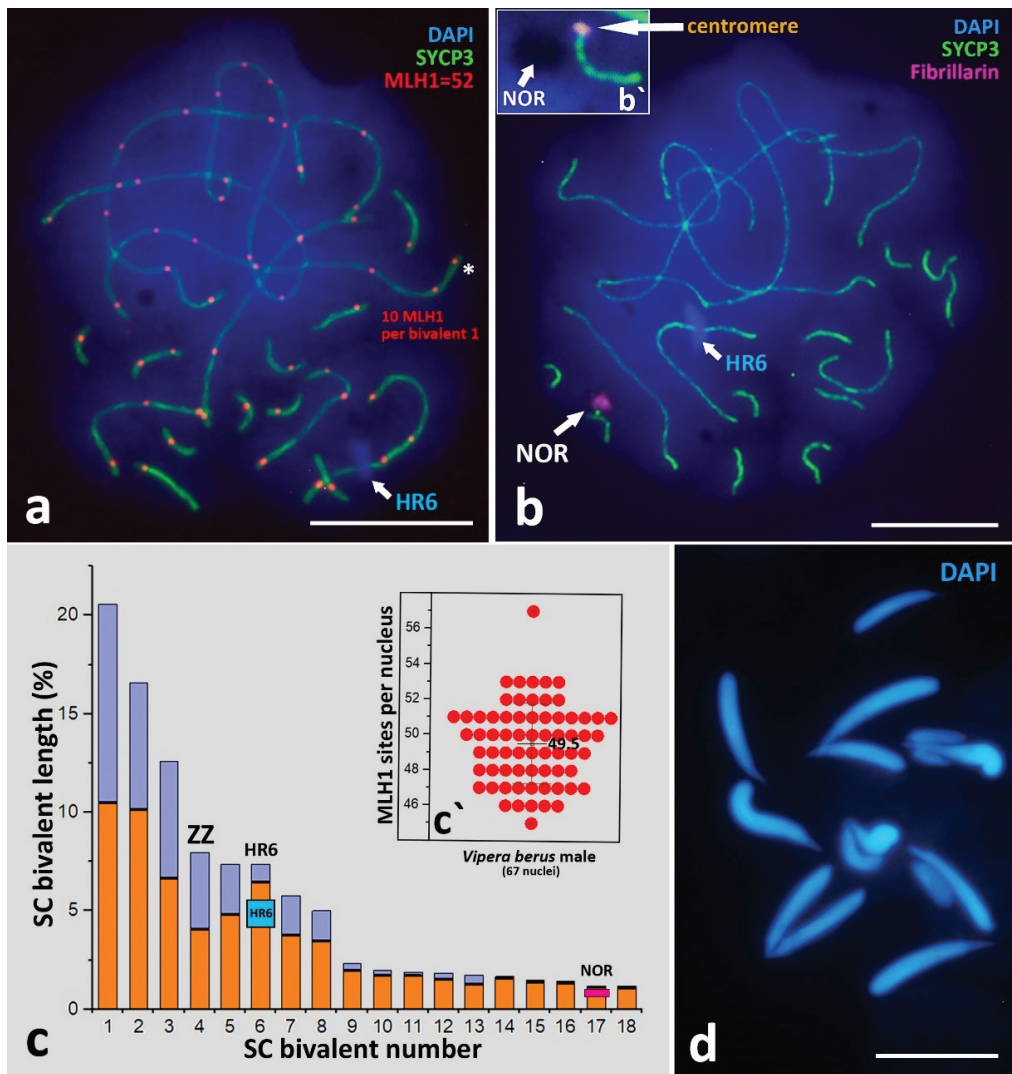 DAPI
SYCP3
MLH1=52
*
10 MLH1
per bivalent 1
HR6
a
centromere
NOR
b`
DAPI
SYCP3
Fibrillarin
HR6
NOR
b
SC bivalent length (%)
20
15
10
5
0
ZZ
HR6
HR6
NOR
1 2 3 4 5 6 7 8 9 10 11 12 13 14 15 16 17 18
SC bivalent number
c
MLH1 sites per nucleus
56
54
52
50
48
46
49.5
c`
Vipera berus male
(67 nuclei)
DAPI
d